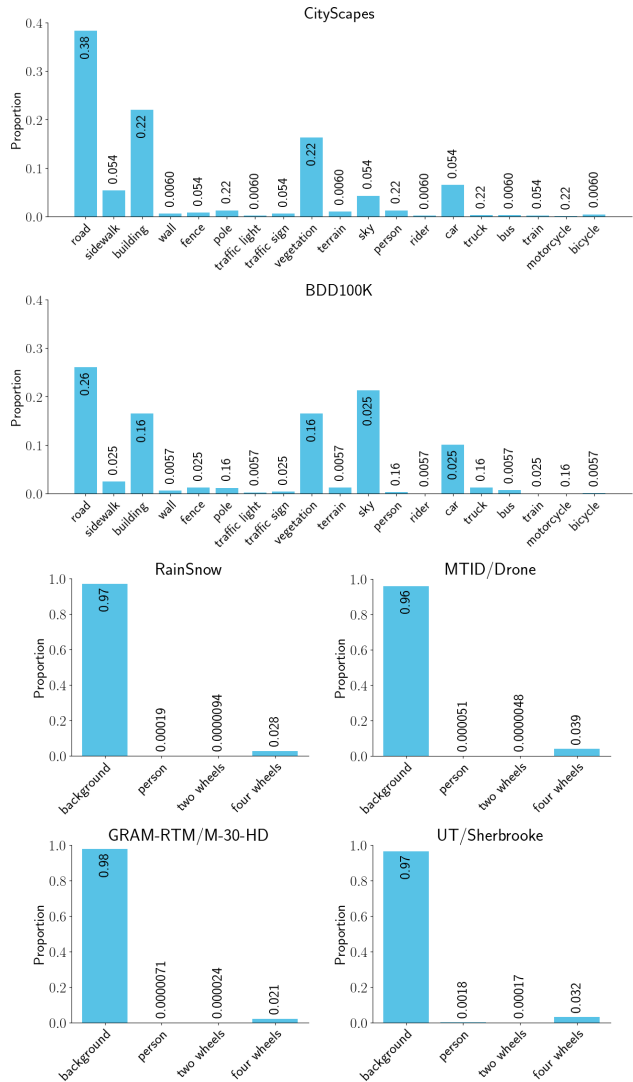 CityScapes
Proportion
0.4
0.3
0.2
0.1
0.0
0.38
0.054
0.22
0.0060
0.054
0.22
0.0060
0.054
0.22
0.0060
0.054
0.22
0.0060
0.054
0.22
0.0060
0.054
0.22
0.0060
road
sidewalk
building
wall
fence
pole
traffic light
traffic sign
vegetation
terrain
sky
person
rider
car
truck
bus
train
motorcycle
bicycle
BDD100K
Proportion
0.4
0.3
0.2
0.1
0.0
0.26
0.025
0.16
0.0057
0.025
0.16
0.0057
0.025
0.16
0.0057
0.025
0.16
0.0057
0.025
0.16
0.0057
0.025
0.16
0.0057
road
sidewalk
building
wall
fence
pole
traffic light
traffic sign
vegetation
terrain
sky
person
rider
car
truck
bus
train
motorcycle
bicycle
RainSnow
Proportion
1.0
0.8
0.6
0.4
0.2
0.0
0.97
0.00019
0.0000094
0.028
background
person
two wheels
four wheels
MTID/Drone
Proportion
1.0
0.8
0.6
0.4
0.2
0.0
0.96
0.000051
0.0000048
0.039
background
person
two wheels
four wheels
GRAM-RTM/M-30-HD
Proportion
1.0
0.8
0.6
0.4
0.2
0.0
0.98
0.0000071
0.000024
0.021
background
person
two wheels
four wheels
UT/Sherbrooke
Proportion
1.0
0.8
0.6
0.4
0.2
0.0
0.97
0.0018
0.00017
0.032
background
person
two wheels
four wheels